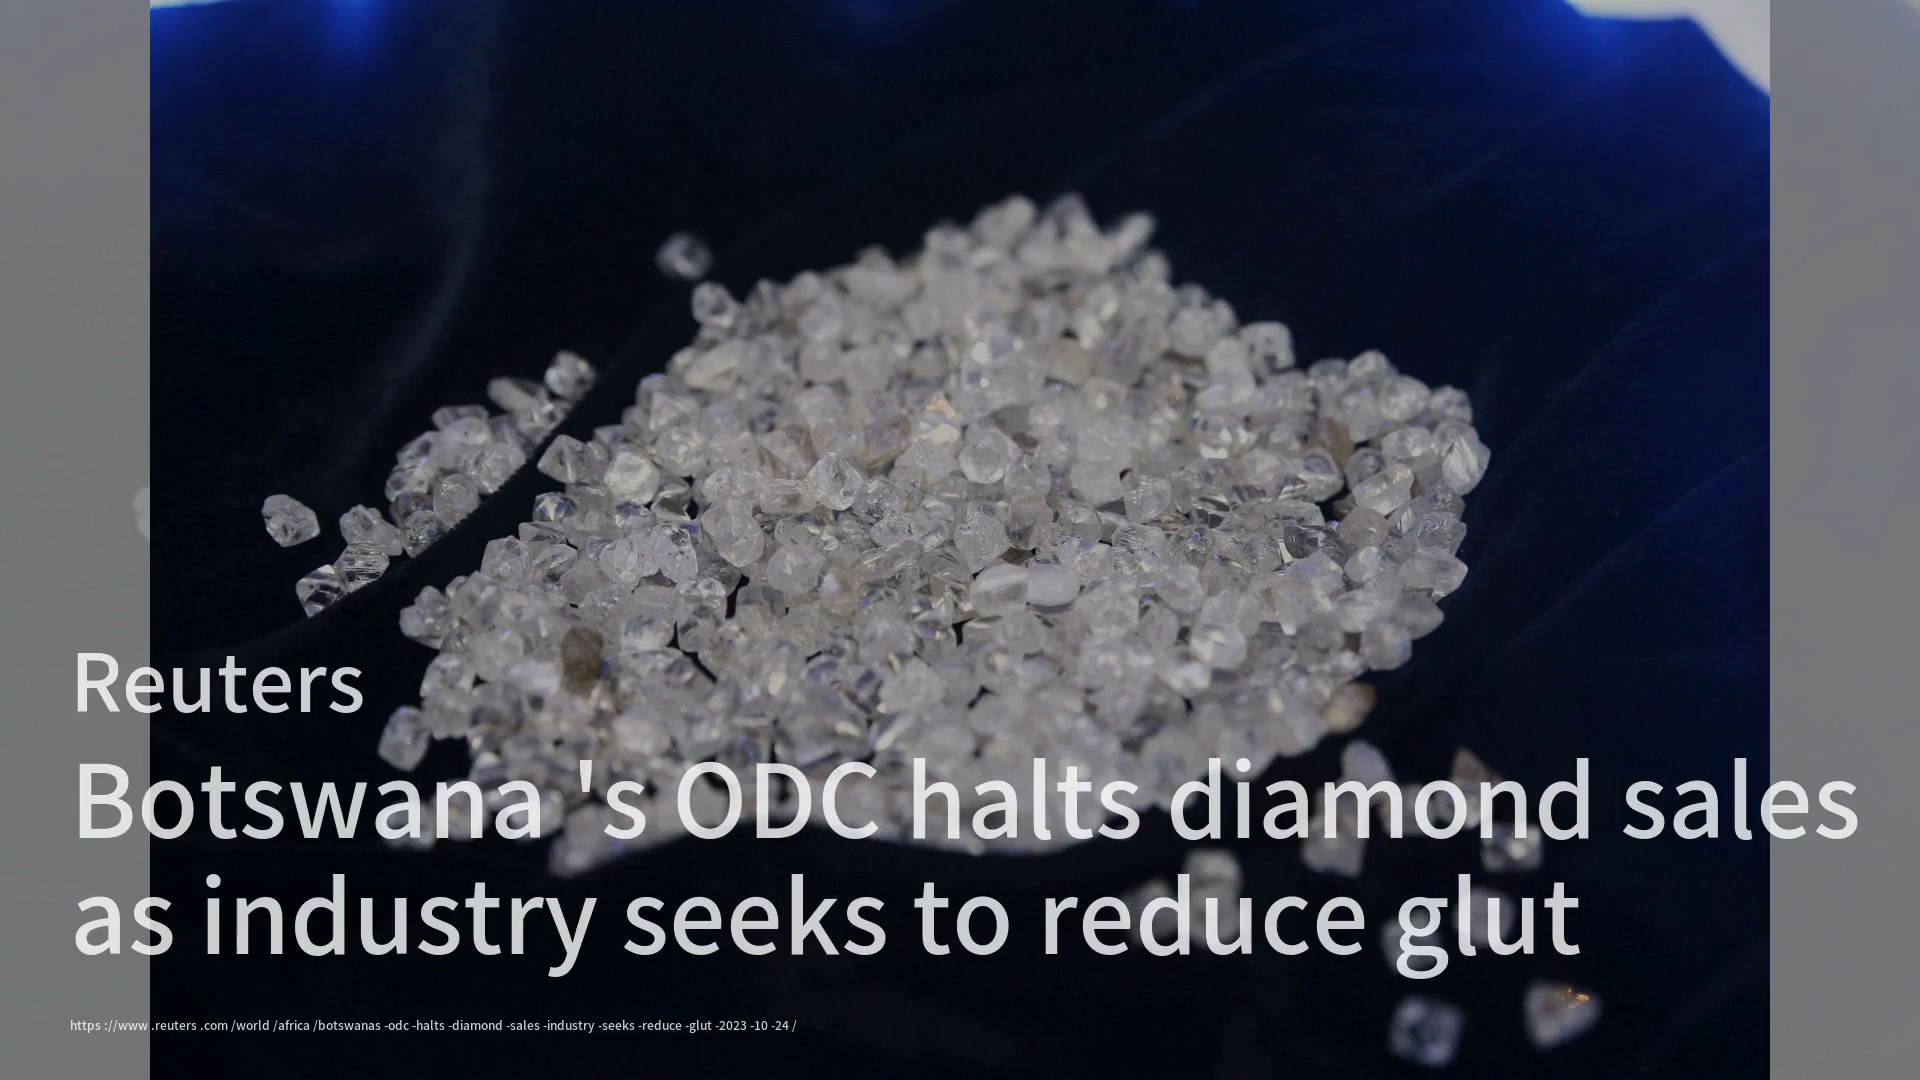 Reuters
Botswana 's ODC halts diamond sales
as industry seeks to reduce glut
https ://www .reuters .com /world /africa /botswanas -odc -halts -diamond -sales -industry -seeks -reduce -glut -2023 -10 -24 /